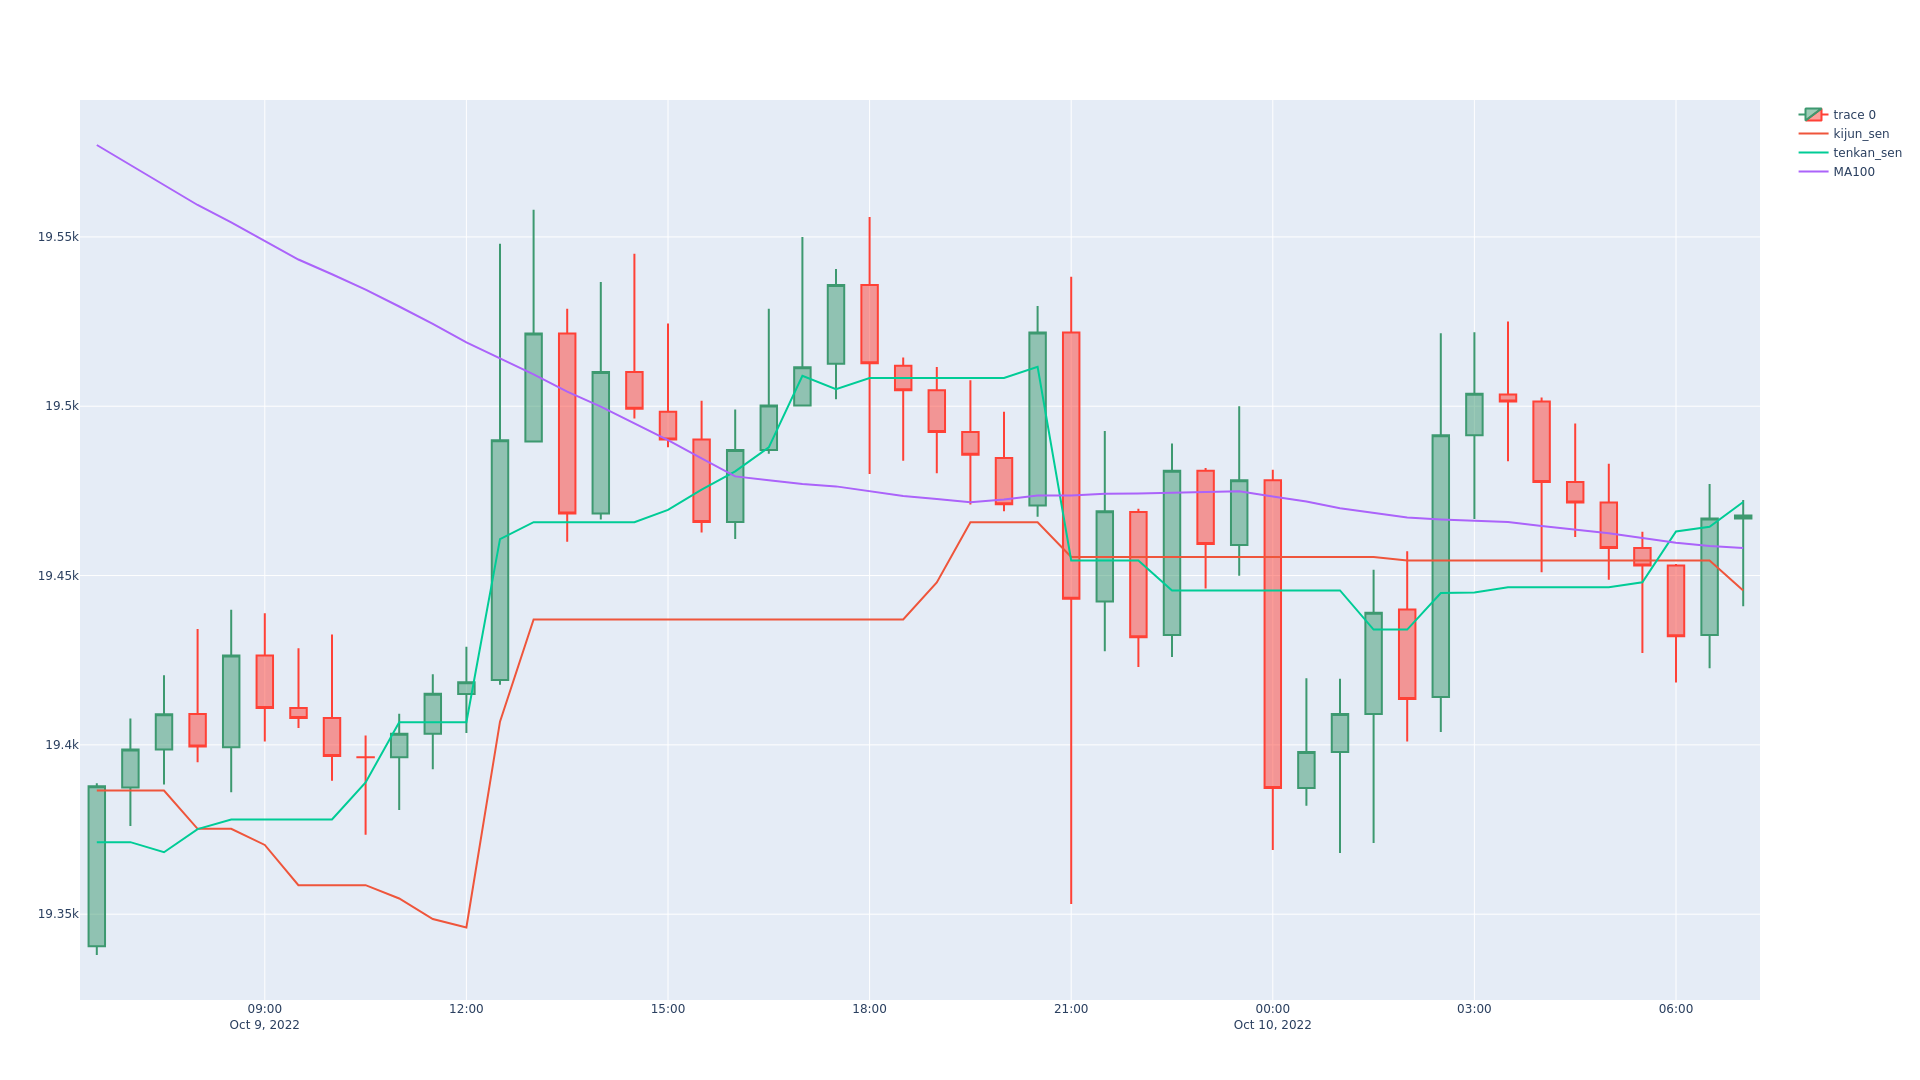 trace 0
kijun_sen
tenkan_sen
MA100
19.55k
19.5k
19.45k
19.4k
19.35k
09:00 12:00 15:00 18:00 21:00 00:00 03:00 06:00
Oct 9, 2022 Oct 10, 2022